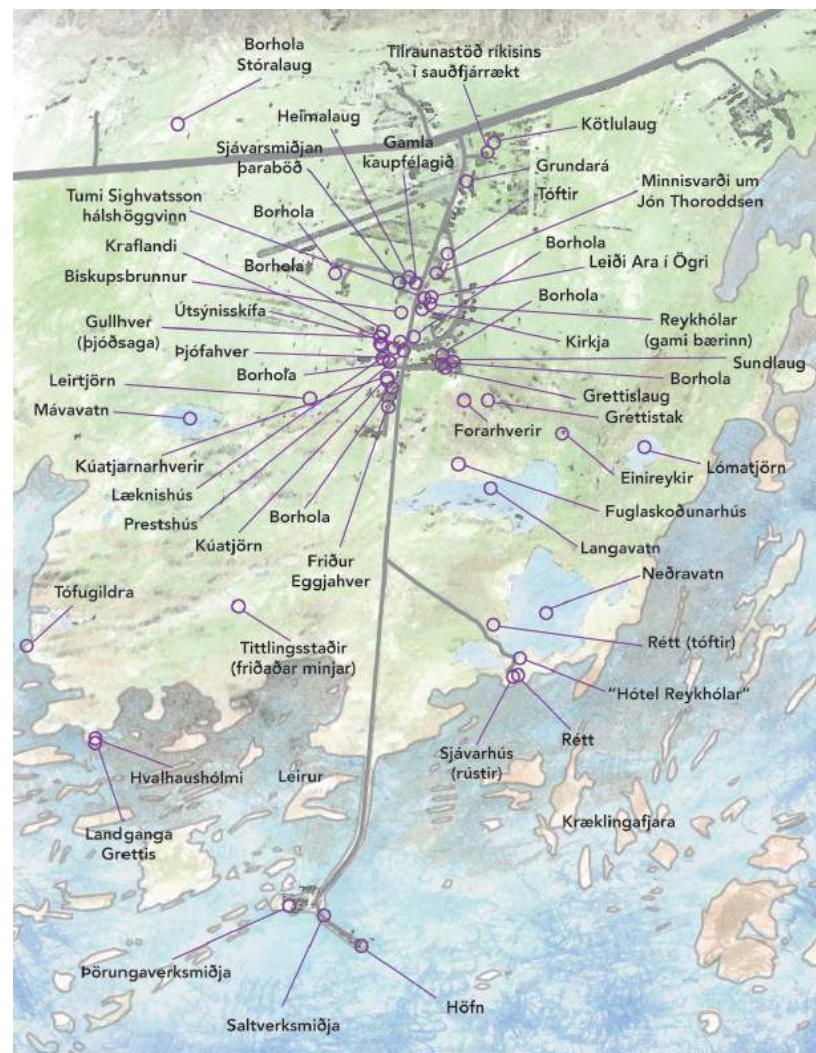 Borhola
Stóralaug
Tilraunastöð ríkisins
í sauðfjárrækt
Heimalaug
Kötlulaug
Sjávarsmiðjan
þaraböð
Gamla
kaupfélagið
Grundará
Tumi Sighvatsson
hálshöggvinn
Tóftir
Minnisvarði um
Jón Thoroddsen
Borhola
Kraflandi
Borhola
Borhola
Leiði Ara í Ögri
Biskupsbrunnur
Borhola
Útsýnisskífa
Reykhólar
(gami bærinn)
Gullhver
(þjóðsaga)
Kirkja
Þjófahver
Sundlaug
Borhola
Borhola
Leirtjörn
Grettislaug
Mávavatn
Forarhverir
Grettistak
Kúatjarnarhverir
Einireykir
Lómatjörn
Læknishús
Prestshús
Borhola
Fuglaskoðunarhús
Kúatjörn
Langavatn
Friður
Eggjahver
Neðravatn
Tófugildra
Tittlingsstaðir
(friðaðar minjar)
Rétt (tóftir)
"Hótel Reykhólar"
Sjávarhús
(rústir)
Rétt
Hvalhaushólmi
Leirur
Landganga
Grettis
Kræklingafjara
Þörungaverksmiðja
Höfn
Saltverksmiðja